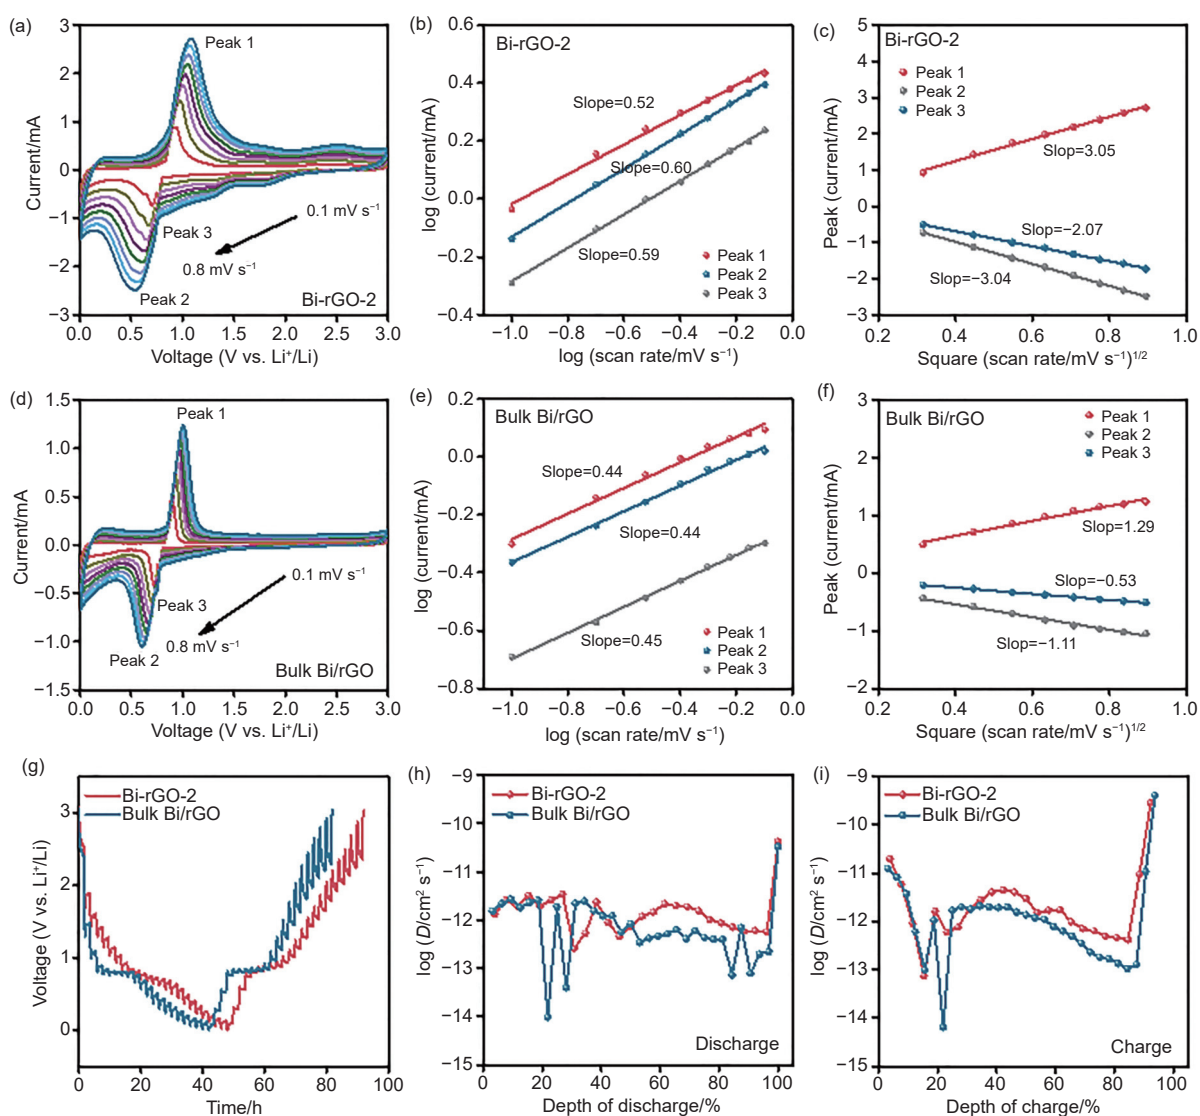 (a)
3
2
1
0
−1
−2
−3
0.0
0.5
1.0
1.5
2.0
2.5
3.0
Current/mA
Voltage (V vs. Li⁺/Li)
Peak 1
Peak 3
Peak 2
0.1 mV s⁻¹
0.8 mV s⁻¹
Bi-rGO-2
(b)
Bi-rGO-2
0.6
0.4
0.2
0.0
−0.2
−0.4
−1.0
−0.8
−0.6
−0.4
−0.2
0.0
log (current/mA)
log (scan rate/mV s⁻¹)
Slope=0.52
Slope=0.60
Slope=0.59
Peak 1
Peak 2
Peak 3
(c)
Bi-rGO-2
5
4
3
2
1
0
−1
−2
−3
0.2
0.4
0.6
0.8
1.0
Peak (current/mA)
Square (scan rate/mV s⁻¹)¹ᐟ²
Peak 1
Peak 2
Peak 3
Slop=3.05
Slop=−2.07
Slop=−3.04
(d)
1.5
1.0
0.5
0.0
−0.5
−1.0
−1.5
0.0
0.5
1.0
1.5
2.0
2.5
3.0
Current/mA
Voltage (V vs. Li⁺/Li)
Peak 1
Peak 3
Peak 2
0.1 mV s⁻¹
0.8 mV s⁻¹
Bulk Bi/rGO
(e)
Bulk Bi/rGO
0.2
0.0
−0.2
−0.4
−0.6
−0.8
−1.0
−0.8
−0.6
−0.4
−0.2
0.0
log (current/mA)
log (scan rate/mV s⁻¹)
Slope=0.44
Slope=0.44
Slope=0.45
Peak 1
Peak 2
Peak 3
(f)
Bulk Bi/rGO
3
2
1
0
−1
−2
0.2
0.4
0.6
0.8
1.0
Peak (current/mA)
Square (scan rate/mV s⁻¹)¹ᐟ²
Peak 1
Peak 2
Peak 3
Slop=1.29
Slop=−0.53
Slop=−1.11
(g)
Bi-rGO-2
Bulk Bi/rGO
3
2
1
0
0
20
40
60
80
100
Voltage (V vs. Li⁺/Li)
Time/h
(h)
Bi-rGO-2
Bulk Bi/rGO
−9
−10
−11
−12
−13
−14
−15
0
20
40
60
80
100
log (D/cm² s⁻¹)
Depth of discharge/%
Discharge
(i)
Bi-rGO-2
Bulk Bi/rGO
−9
−10
−11
−12
−13
−14
−15
0
20
40
60
80
100
log (D/cm² s⁻¹)
Depth of charge/%
Charge